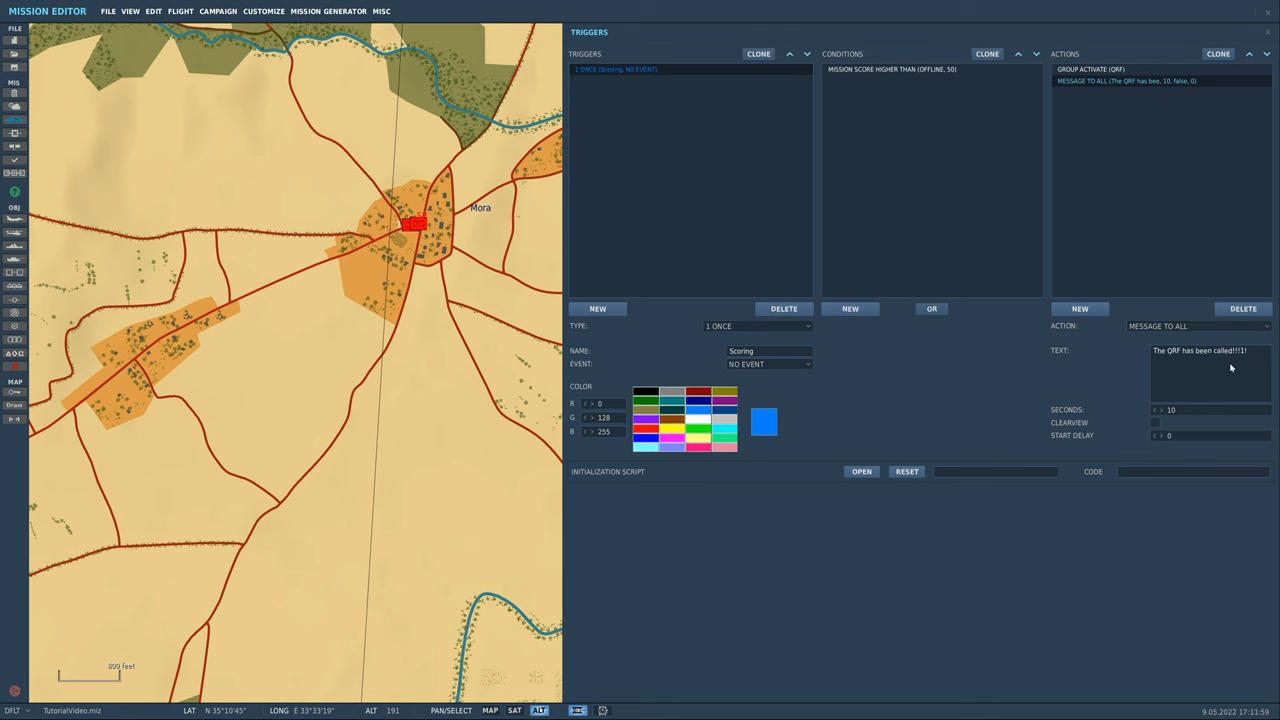 MISSION EDITOR FILE VIEW EDIT FLIGHT CAMPAIGN CUSTOMIZE MISSION GENERATOR MISC
FILE
MIS
OBJ
MAP
Draw
Mora
800 feet
TRIGGERS
TRIGGERS CLONE
1 ONCE (Scoring, NO EVENT)
NEW DELETE
TYPE: 1 ONCE
NAME: Scoring
EVENT: NO EVENT
COLOR
R < > 0
G < > 128
B < > 255
CONDITIONS CLONE
MISSION SCORE HIGHER THAN (OFFLINE, 50)
NEW OR
ACTIONS CLONE
GROUP ACTIVATE (QRF)
MESSAGE TO ALL (The QRF has bee, 10, false, 0)
NEW DELETE
ACTION: MESSAGE TO ALL
TEXT: The QRF has been called!!!1!
SECONDS: < > 10
CLEARVIEW
START DELAY < > 0
INITIALIZATION SCRIPT OPEN RESET CODE
DFLT TutorialVideo.miz LAT N 35°10'45" LONG E 33°33'19" ALT 191 PAN/SELECT MAP SAT ALT 9.05.2022 17:11:59